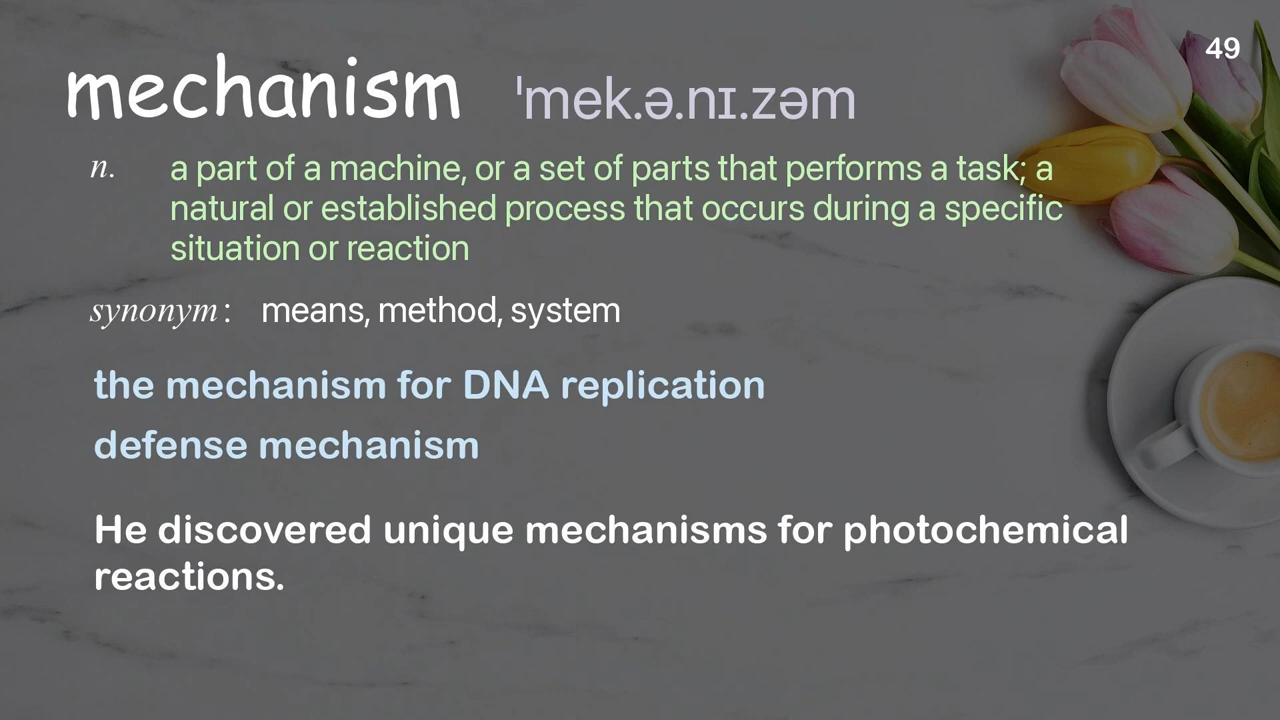 49
mechanism ˈmek.ə.nɪ.zəm
n. a part of a machine, or a set of parts that performs a task; a
natural or established process that occurs during a specific
situation or reaction
synonym: means, method, system
the mechanism for DNA replication
defense mechanism
He discovered unique mechanisms for photochemical
reactions.